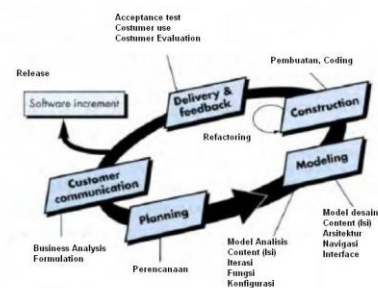 Acceptance test
Costumer use
Costumer Evaluation
Pembuatan, Coding
Release
Software increment
Delivery &
feedback
Construction
Refactoring
Modeling
Customer
communication
Planning
Model desain
Content (Isi)
Arsitektur
Navigasi
Interface
Business Analysis
Formulation
Perencanaan
Model Analisis
Content (Isi)
Iterasi
Fungsi
Konfigurasi